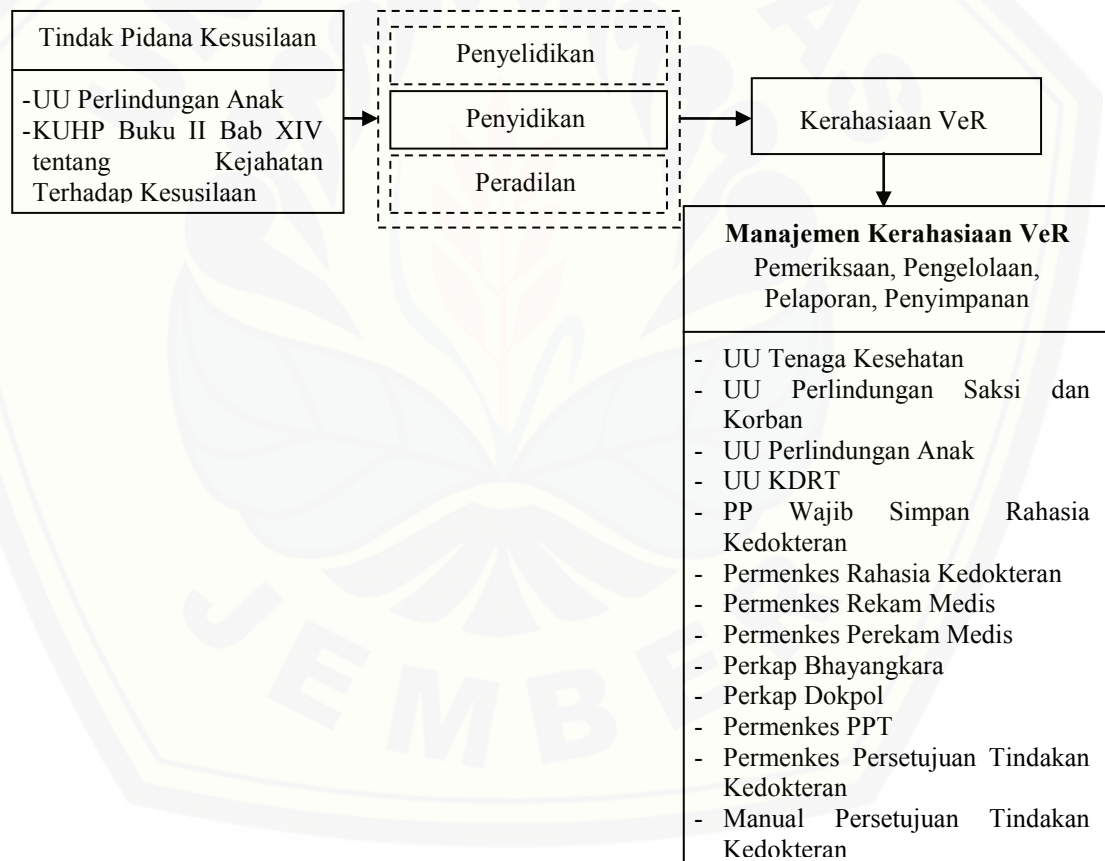 Tindak Pidana Kesusilaan
-UU Perlindungan Anak
-KUHP Buku II Bab XIV
tentang Kejahatan
Terhadap Kesusilaan
Penyelidikan
Penyidikan
Peradilan
Kerahasiaan VeR
Manajemen Kerahasiaan VeR
Pemeriksaan, Pengelolaan,
Pelaporan, Penyimpanan
- UU Tenaga Kesehatan
- UU Perlindungan Saksi dan
Korban
- UU Perlindungan Anak
- UU KDRT
- PP Wajib Simpan Rahasia
Kedokteran
- Permenkes Rahasia Kedokteran
- Permenkes Rekam Medis
- Permenkes Perekam Medis
- Perkap Bhayangkara
- Perkap Dokpol
- Permenkes PPT
- Permenkes Persetujuan Tindakan
Kedokteran
- Manual Persetujuan Tindakan
Kedokteran
JEMBER